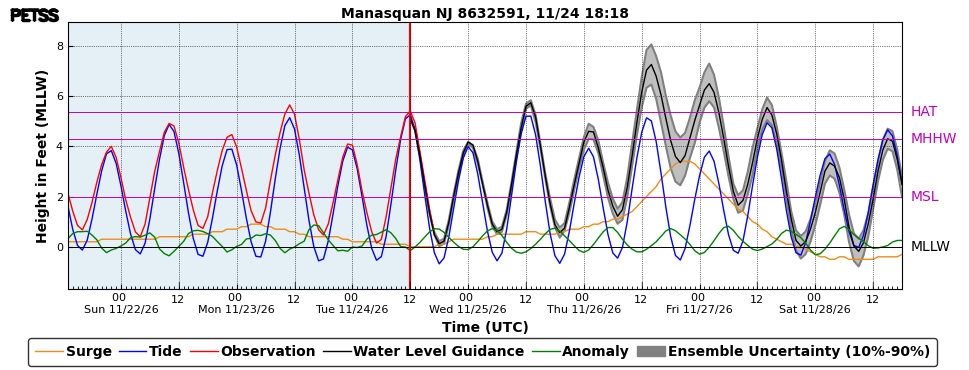 PETSS
Manasquan NJ 8632591, 11/24 18:18
Height in Feet (MLLW)
8
6
4
2
0
HAT
MHHW
MSL
MLLW
00 12 00 12 00 12 00 12 00 12 00 12 00 12
Sun 11/22/26 Mon 11/23/26 Tue 11/24/26 Wed 11/25/26 Thu 11/26/26 Fri 11/27/26 Sat 11/28/26
Time (UTC)
Surge Tide Observation Water Level Guidance Anomaly Ensemble Uncertainty (10%-90%)